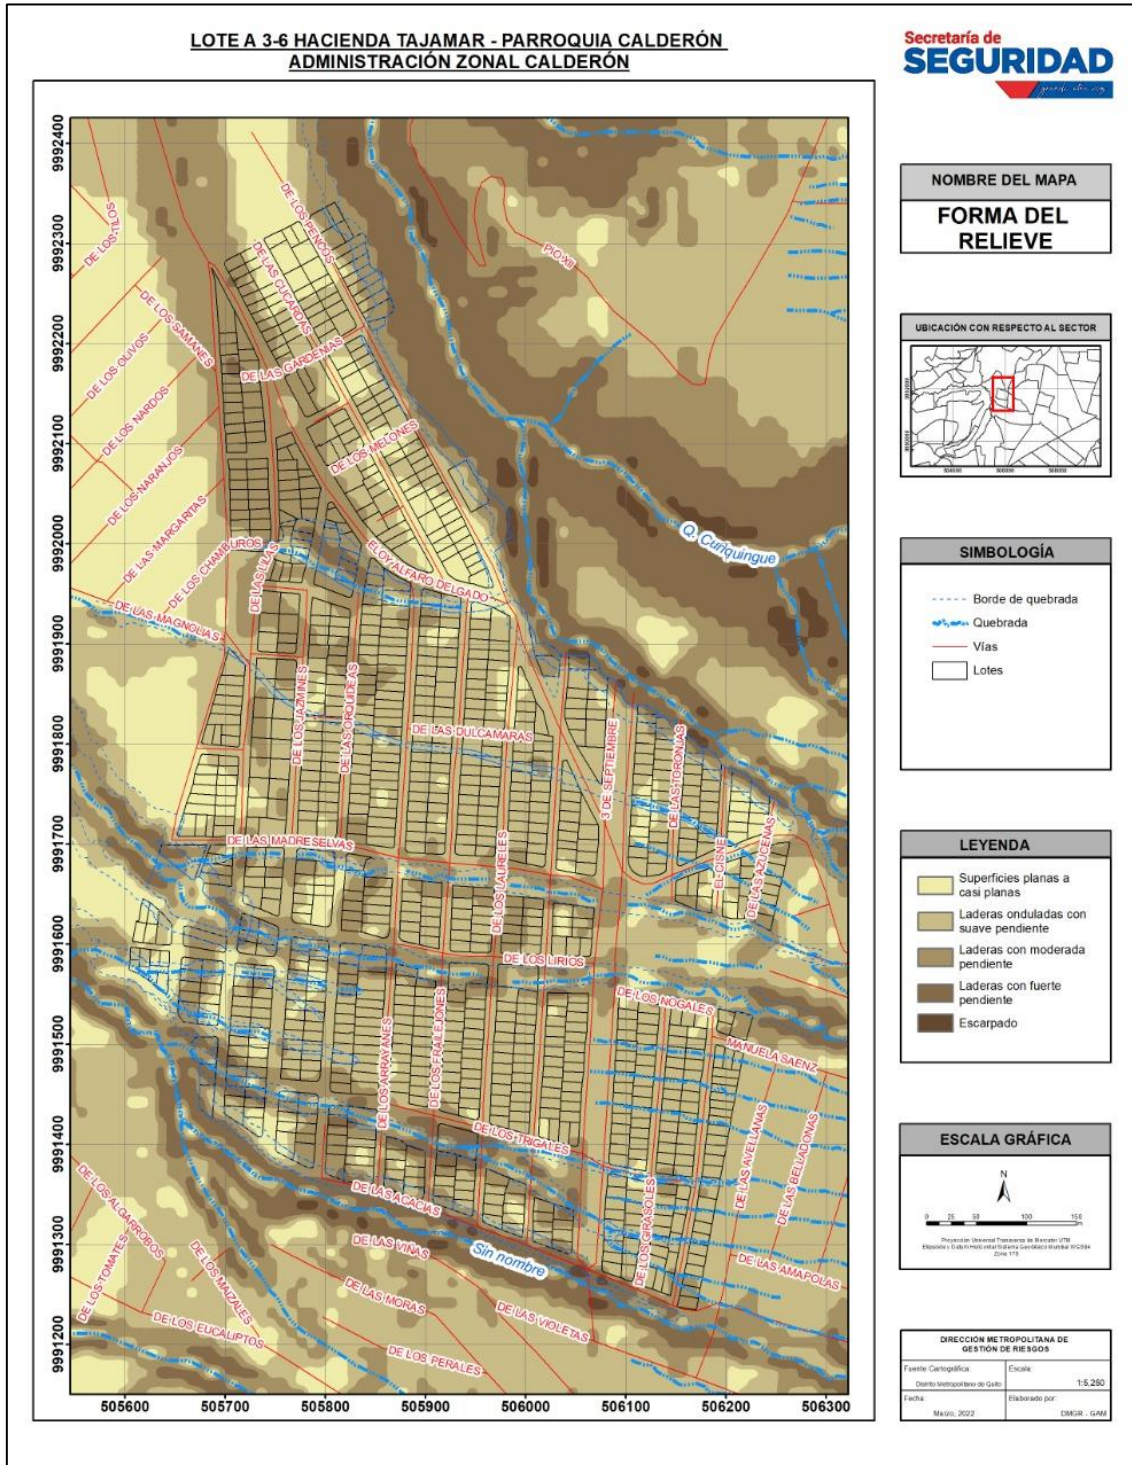 LOTE A 3-6 HACIENDA TAJAMAR - PARROQUIA CALDERÓN
ADMINISTRACIÓN ZONAL CALDERÓN
Secretaría de
SEGURIDAD
grande otra vez
NOMBRE DEL MAPA
FORMA DEL
RELIEVE
UBICACIÓN CON RESPECTO AL SECTOR
SIMBOLOGÍA
Borde de quebrada
Quebrada
Vías
Lotes
LEYENDA
Superficies planas a
casi planas
Laderas onduladas con
suave pendiente
Laderas con moderada
pendiente
Laderas con fuerte
pendiente
Escarpado
ESCALA GRÁFICA
N
0 25 50 100 150
m
Proyección Universal Transversa de Mercator UTM
DIRECCIÓN METROPOLITANA DE
GESTIÓN DE RIESGOS
Fuente Cartográfica:
Distrito Metropolitano de Quito
Escala:
1:5,250
Fecha:
Marzo, 2022
Elaborado por:
DMGR - GAM
9992400
9992300
9992200
9992100
9992000
9991900
9991800
9991700
9991600
9991500
9991400
9991300
9991200
505600
505700
505800
505900
506000
506100
506200
506300
DE LOS PENCOS
DE LAS CUCARDAS
PIO XII
DE LOS SAMANES
DE LOS OLIVOS
DE LAS GARDENIAS
DE LOS NARDOS
DE LOS MELONES
DE LOS NARANJOS
DE LAS MARGARITAS
DE LOS CHAMBUROS
DE LAS LILAS
ELOY ALFARO DELGADO
Q. Curiquingue
DE LAS MAGNOLIAS
DE LOS JAZMINES
DE LAS ORQUIDEAS
DE LAS DULCAMARAS
3 DE SEPTIEMBRE
DE LAS TORONJAS
DE LAS MADRESELVAS
DE LOS LAURELES
EL CISNE
DE LAS AZUCENAS
DE LOS LIRIOS
DE LOS NOGALES
MANUELA SAENZ
DE LOS ARRAYANES
DE LOS FRAILEJONES
DE LOS TRIGALES
DE LAS AVELLANAS
DE LAS BELLADONAS
DE LAS ACACIAS
DE LOS GIRASOLES
DE LAS AMAPOLAS
DE LOS ALGARROBOS
DE LOS TOMATES
DE LOS MAIZALES
DE LAS VIÑAS
Sin nombre
DE LAS MORAS
DE LAS VIOLETAS
DE LOS EUCALIPTOS
DE LOS PERALES